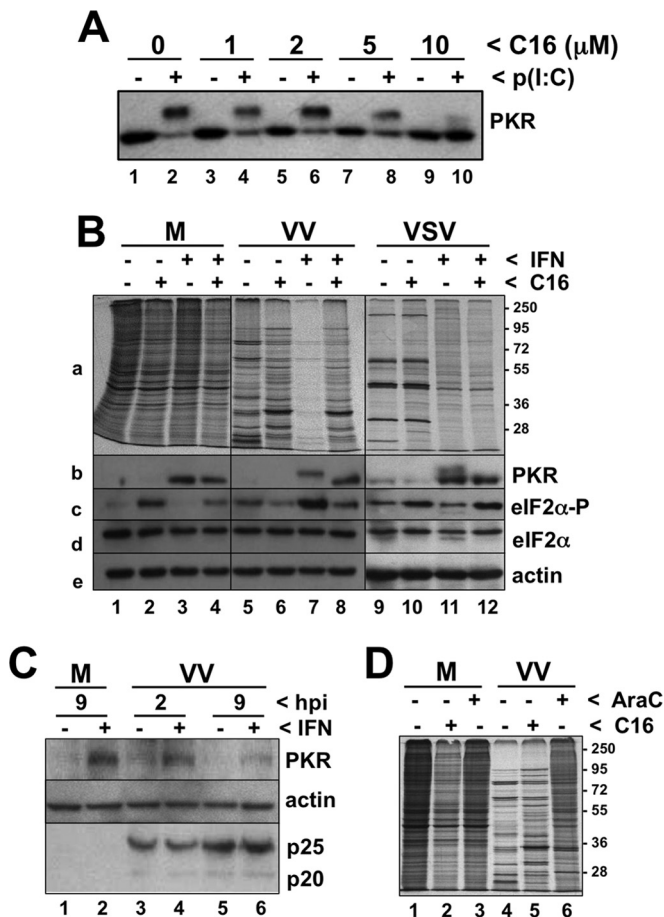 A
0 1 2 5 10 < C16 (μM)
- + - + - + - + - + < p(I:C)
PKR
1 2 3 4 5 6 7 8 9 10
B
M VV VSV
- - + + - - + + - - + + < IFN
- + - + - + - + - + - + < C16
a
250
95
72
55
36
28
b PKR
c eIF2α-P
d eIF2α
e actin
1 2 3 4 5 6 7 8 9 10 11 12
C
M VV
9 2 9 < hpi
- + - + - + < IFN
PKR
actin
p25
p20
1 2 3 4 5 6
D
M VV
- - + - - + < AraC
- + - - + - < C16
250
95
72
55
36
28
1 2 3 4 5 6